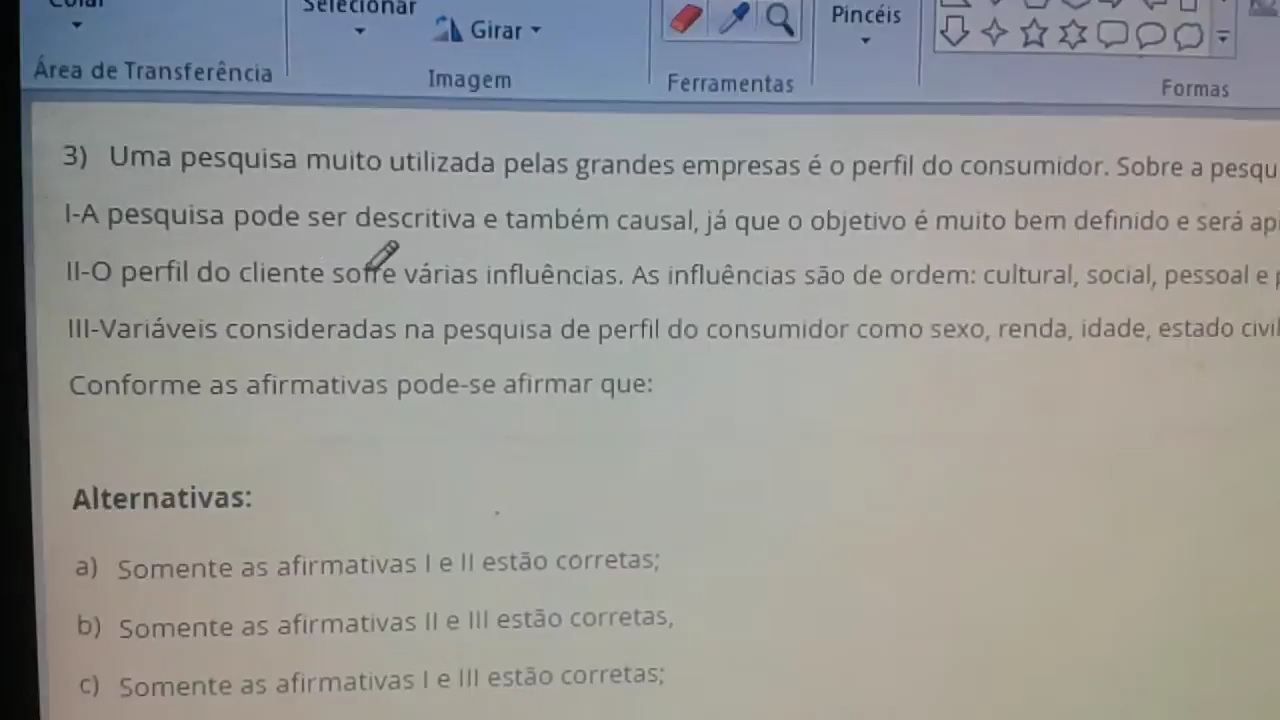 Selecionar
Girar
Pincéis
Área de Transferência
Imagem
Ferramentas
Formas
3) Uma pesquisa muito utilizada pelas grandes empresas é o perfil do consumidor. Sobre a pesqu
I-A pesquisa pode ser descritiva e também causal, já que o objetivo é muito bem definido e será
II-O perfil do cliente sofre várias influências. As influências são de ordem: cultural, social, pessoal e
III-Variáveis consideradas na pesquisa de perfil do consumidor como sexo, renda, idade, estado civil
Conforme as afirmativas pode-se afirmar que:
Alternativas:
a) Somente as afirmativas I e II estão corretas;
b) Somente as afirmativas II e III estão corretas,
c) Somente as afirmativas I e III estão corretas;